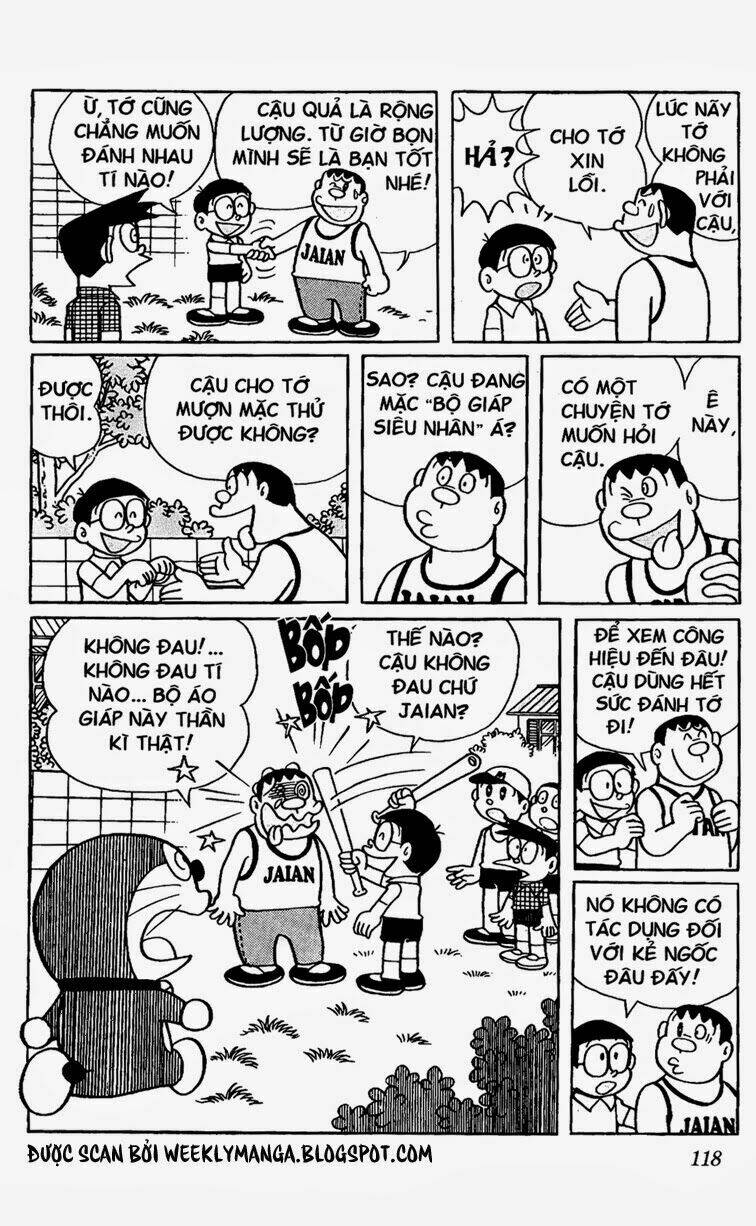 LÚC NÃY
TỚ
KHÔNG
PHẢI
VỚI
CẬU,
CHO TỚ
XIN
LỖI.
HẢ?
CẬU QUẢ LÀ RỘNG
LƯỢNG. TỪ GIỜ BỌN
MÌNH SẼ LÀ BẠN TỐT
NHÉ!
JAIAN
Ừ, TỚ CŨNG
CHẲNG MUỐN
ĐÁNH NHAU
TÍ NÀO!
Ê
NÀY,
CÓ MỘT
CHUYỆN TỚ
MUỐN HỎI
CẬU.
SAO? CẬU ĐANG
MẶC "BỘ GIÁP
SIÊU NHÂN" Á?
JAIAN
CẬU CHO TỚ
MƯỢN MẶC THỬ
ĐƯỢC KHÔNG?
ĐƯỢC
THÔI.
ĐỂ XEM CÔNG
HIỆU ĐẾN ĐÂU!
CẬU DÙNG HẾT
SỨC ĐÁNH TỚ
ĐI!
NÓ KHÔNG CÓ
TÁC DỤNG ĐỐI
VỚI KẺ NGỐC
ĐÂU ĐẤY!
JAIAN
THẾ NÀO?
CẬU KHÔNG
ĐAU CHỨ
JAIAN?
BỐP
BỐP
KHÔNG ĐAU!...
KHÔNG ĐAU TÍ
NÀO... BỘ ÁO
GIÁP NÀY THẦN
KÌ THẬT!
JAIAN
M
ĐƯỢC SCAN BỞI WEEKLYMANGA.BLOGSPOT.COM
118